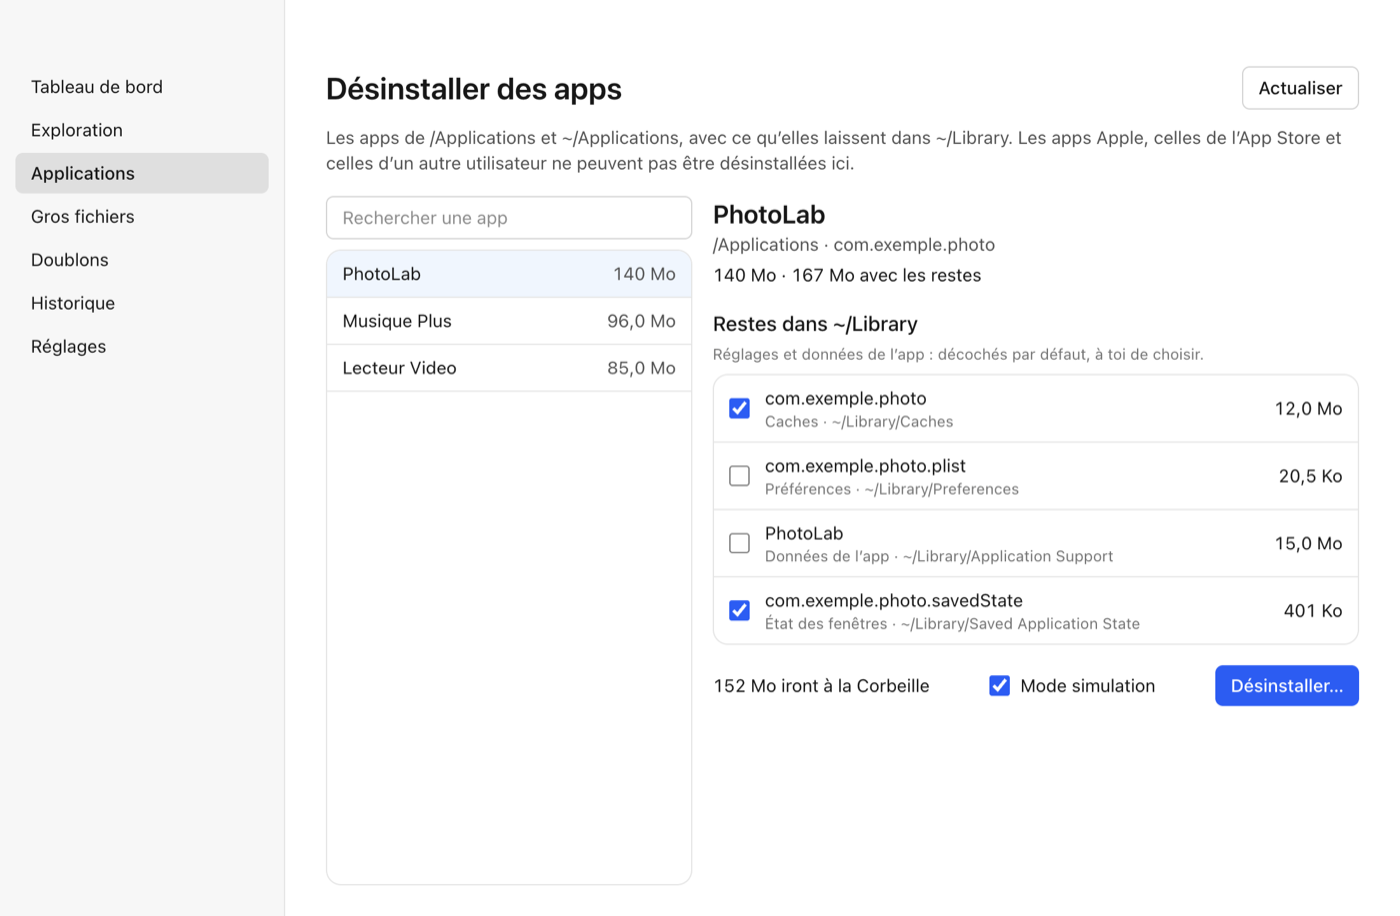 Tableau de bord
Exploration
Applications
Gros fichiers
Doublons
Historique
Réglages
Désinstaller des apps
Actualiser
Les apps de /Applications et ~/Applications, avec ce qu’elles laissent dans ~/Library. Les apps Apple, celles de l’App Store et
celles d’un autre utilisateur ne peuvent pas être désinstallées ici.
Rechercher une app
PhotoLab 140 Mo
Musique Plus 96,0 Mo
Lecteur Video 85,0 Mo
PhotoLab
/Applications · com.exemple.photo
140 Mo · 167 Mo avec les restes
Restes dans ~/Library
Réglages et données de l’app : décochés par défaut, à toi de choisir.
com.exemple.photo
Caches · ~/Library/Caches
12,0 Mo
com.exemple.photo.plist
Préférences · ~/Library/Preferences
20,5 Ko
PhotoLab
Données de l’app · ~/Library/Application Support
15,0 Mo
com.exemple.photo.savedState
État des fenêtres · ~/Library/Saved Application State
401 Ko
152 Mo iront à la Corbeille
Mode simulation
Désinstaller...